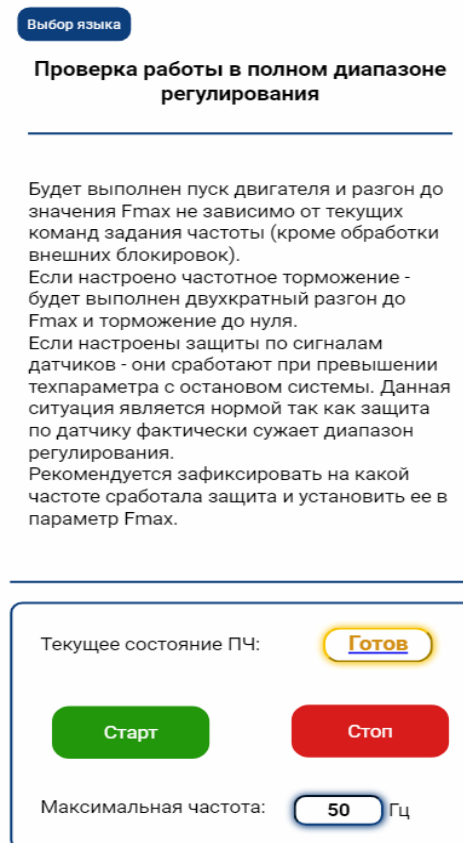 Выбор языка
Проверка работы в полном диапазоне
регулирования
Будет выполнен пуск двигателя и разгон до
значения Fmax не зависимо от текущих
команд задания частоты (кроме обработки
внешних блокировок).
Если настроено частотное торможение -
будет выполнен двухкратный разгон до
Fmax и торможение до нуля.
Если настроены защиты по сигналам
датчиков - они сработают при превышении
техпараметра с остановом системы. Данная
ситуация является нормой так как защита
по датчику фактически сужает диапазон
регулирования.
Рекомендуется зафиксировать на какой
частоте сработала защита и установить ее в
параметр Fmax.
Текущее состояние ПЧ: Готов
Старт Стоп
Максимальная частота: 50 Гц